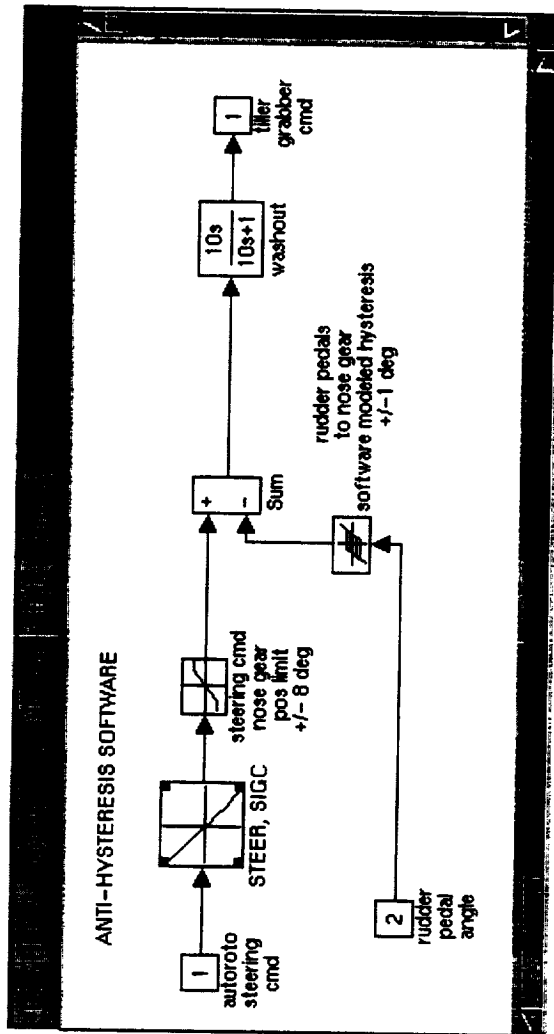 ANTI-HYSTERESIS SOFTWARE
1
autoroto
steering
cmd
STEER, SIGC
steering cmd
nose gear
pos limit
+/- 8 deg
+
-
Sum
10s
10s+1
washout
1
tiller
grabber
cmd
rudder pedals
to nose gear
software modeled hysteresis
+/-1 deg
2
rudder
pedal
angle